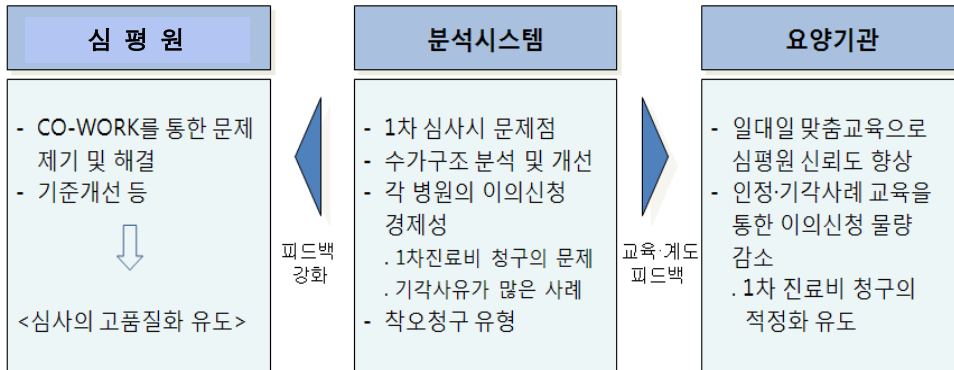 심 평 원
- CO-WORK를 통한 문제
제기 및 해결
- 기준개선 등
<심사의 고품질화 유도>
피드백
강화
분석시스템
- 1차 심사시 문제점
- 수가구조 분석 및 개선
- 각 병원의 이의신청
경제성
. 1차진료비 청구의 문제
. 기각사유가 많은 사례
- 착오청구 유형
교육·계도
피드백
요양기관
- 일대일 맞춤교육으로
심평원 신뢰도 향상
- 인정·기각사례 교육을
통한 이의신청 물량
감소
. 1차 진료비 청구의
적정화 유도